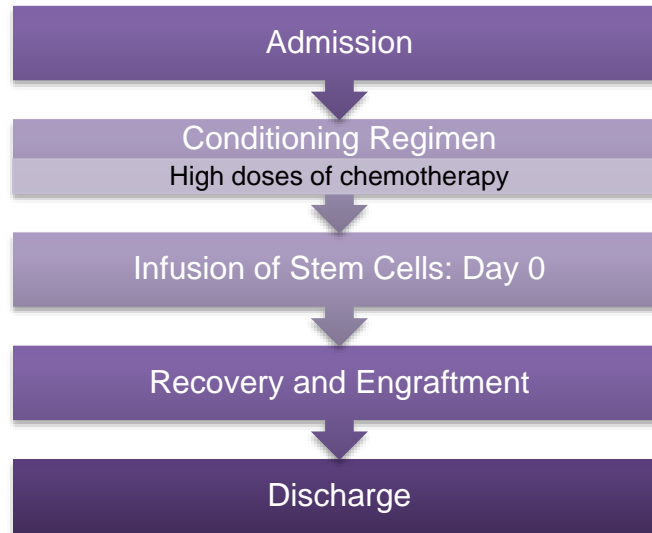 Admission
Conditioning Regimen
High doses of chemotherapy
Infusion of Stem Cells: Day 0
Recovery and Engraftment
Discharge